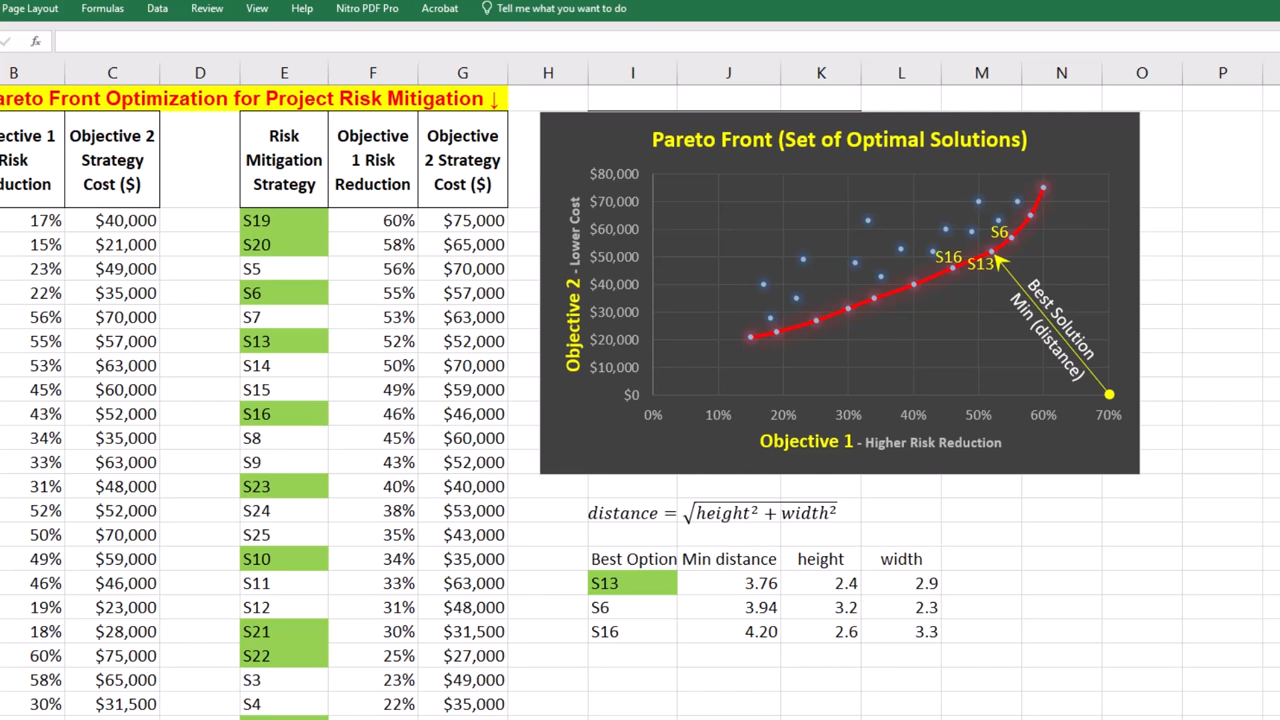 Page Layout Formulas Data Review View Help Nitro PDF Pro Acrobat Tell me what you want to do
fx
B C D E F G H I J K L M N O P
areto Front Optimization for Project Risk Mitigation ↓
ective 1 Objective 2 Risk Objective Objective
Risk Strategy Mitigation 1 Risk 2 Strategy
duction Cost ($) Strategy Reduction Cost ($)
17% $40,000 S19 60% $75,000
15% $21,000 S20 58% $65,000
23% $49,000 S5 56% $70,000
22% $35,000 S6 55% $57,000
56% $70,000 S7 53% $63,000
55% $57,000 S13 52% $52,000
53% $63,000 S14 50% $70,000
45% $60,000 S15 49% $59,000
43% $52,000 S16 46% $46,000
34% $35,000 S8 45% $60,000
33% $63,000 S9 43% $52,000
31% $48,000 S23 40% $40,000
52% $52,000 S24 38% $53,000
50% $70,000 S25 35% $43,000
49% $59,000 S10 34% $35,000
46% $46,000 S11 33% $63,000
19% $23,000 S12 31% $48,000
18% $28,000 S21 30% $31,500
60% $75,000 S22 25% $27,000
58% $65,000 S3 23% $49,000
30% $31,500 S4 22% $35,000
Pareto Front (Set of Optimal Solutions)
Objective 2 - Lower Cost
$80,000
$70,000
$60,000
$50,000
$40,000
$30,000
$20,000
$10,000
$0
S6
S16
S13
Best Solution
Min (distance)
0% 10% 20% 30% 40% 50% 60% 70%
Objective 1 - Higher Risk Reduction
distance = √height² + width²
Best Option Min distance height width
S13 3.76 2.4 2.9
S6 3.94 3.2 2.3
S16 4.20 2.6 3.3